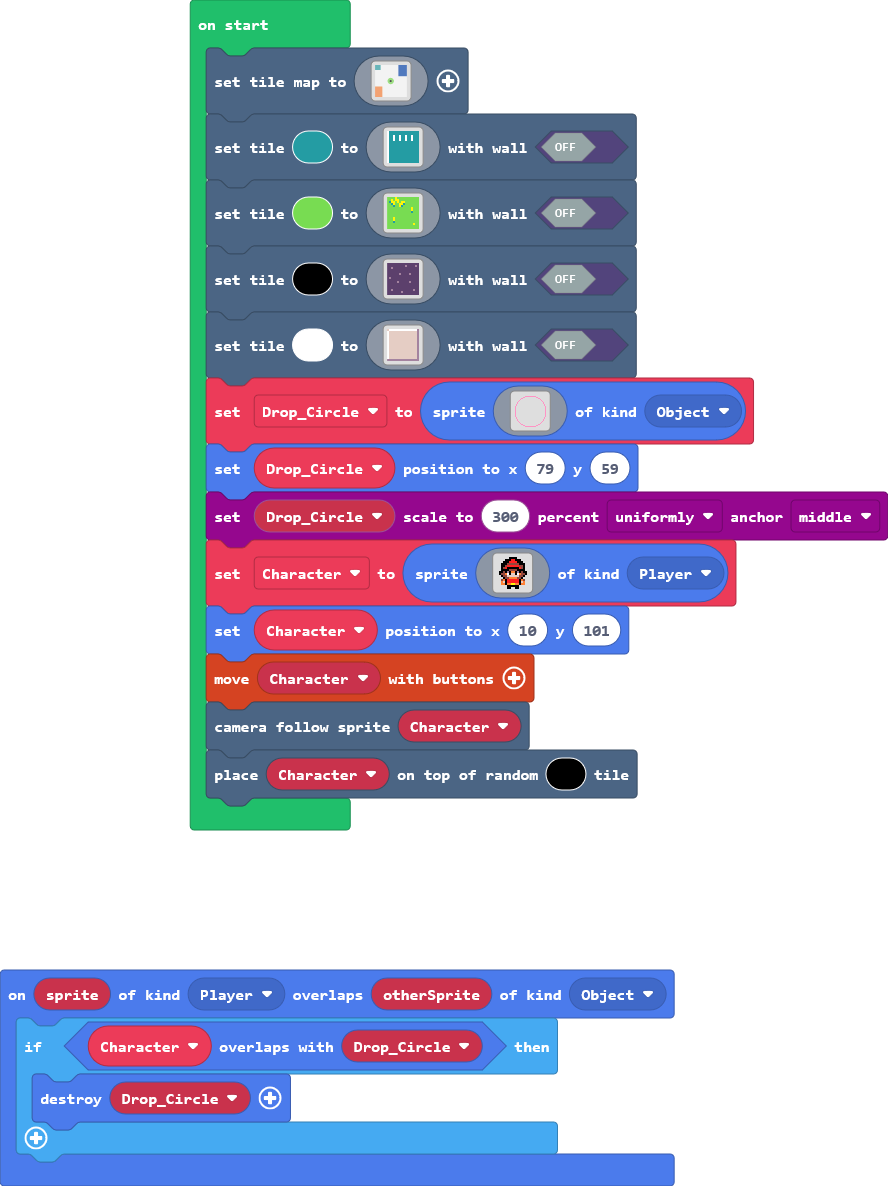 on start
set tile map to
set tile to with wall OFF
set tile to with wall OFF
set tile to with wall OFF
set tile to with wall OFF
set Drop_Circle to sprite of kind Object
set Drop_Circle position to x 79 y 59
set Drop_Circle scale to 300 percent uniformly anchor middle
set Character to sprite of kind Player
set Character position to x 10 y 101
move Character with buttons
camera follow sprite Character
place Character on top of random tile
on sprite of kind Player overlaps otherSprite of kind Object
if Character overlaps with Drop_Circle then
destroy Drop_Circle